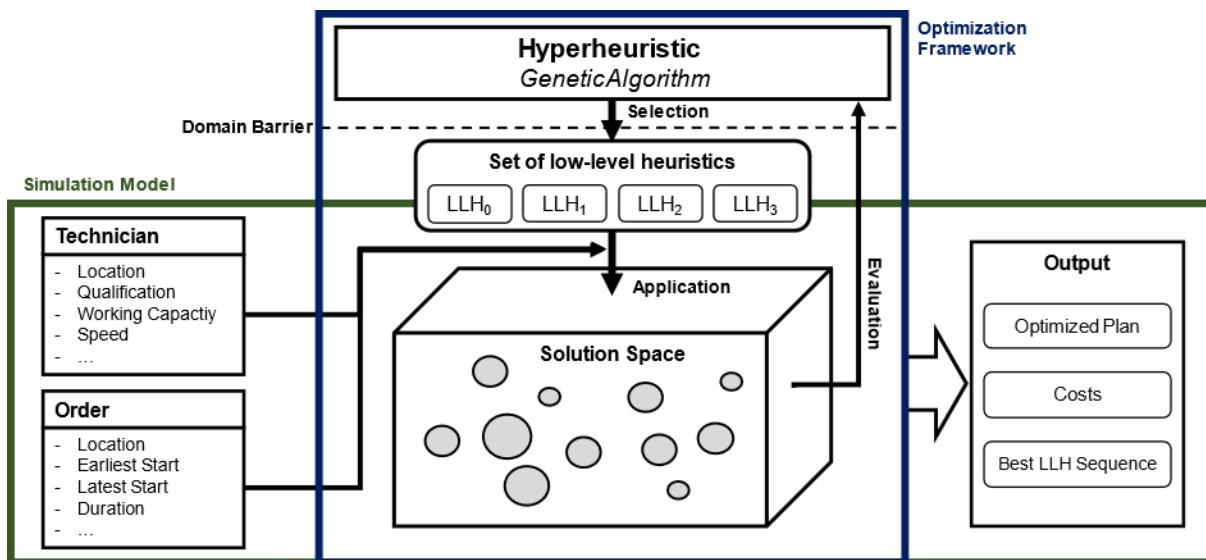 Optimization
Framework
Hyperheuristic
GeneticAlgorithm
Selection
Domain Barrier
Set of low-level heuristics
LLH0 LLH1 LLH2 LLH3
Simulation Model
Technician
- Location
- Qualification
- Working Capactiy
- Speed
- ...
Order
- Location
- Earliest Start
- Latest Start
- Duration
- ...
Application
Solution Space
Evaluation
Output
Optimized Plan
Costs
Best LLH Sequence